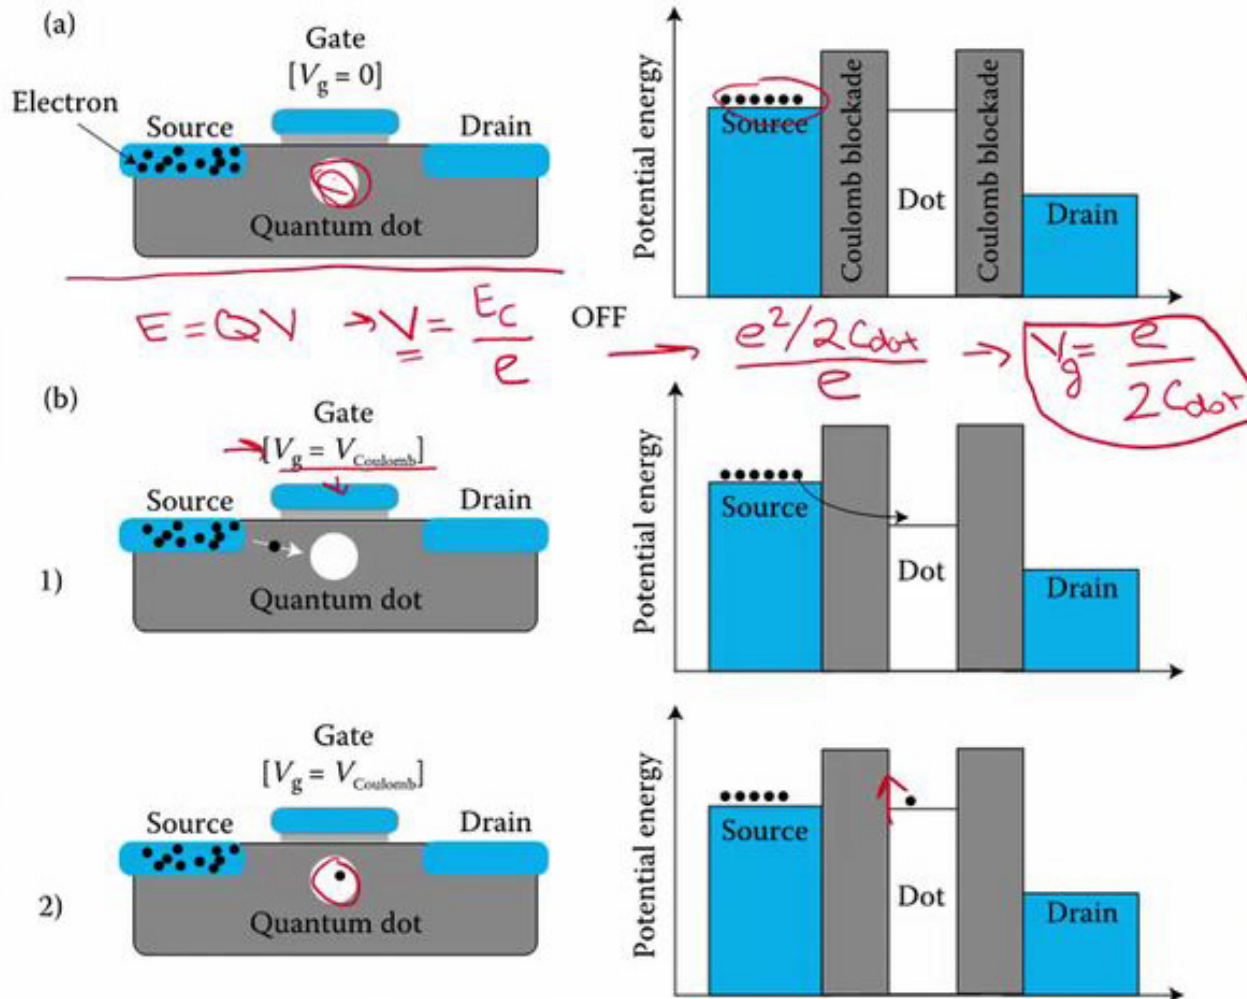 (a)
Gate
[Vg = 0]
Electron
Source
Drain
Quantum dot
Potential energy
Source
Coulomb blockade
Dot
Coulomb blockade
Drain
E = QV → V = E_C / e
OFF
→ e²/2Cdot / e → Vg = e / 2Cdot
(b)
Gate
[Vg = VCoulomb]
Source
Drain
1)
Quantum dot
Potential energy
Source
Dot
Drain
Gate
[Vg = VCoulomb]
Source
Drain
2)
Quantum dot
Potential energy
Source
Dot
Drain